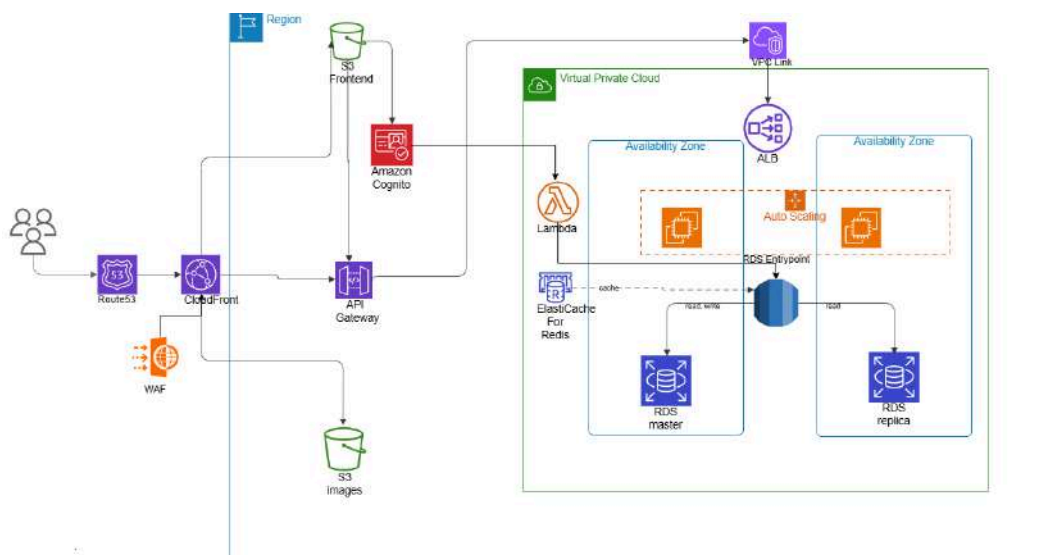 Region
S3
Frontend
VPC Link
Virtual Private Cloud
Amazon
Cognito
ALB
Availability Zone
Availability Zone
Lambda
Auto Scaling
53
Route53
CloudFront
API
Gateway
RDS Entrypoint
R
ElastiCache
For
Redis
cache
read, write
read
WAF
RDS
master
RDS
replica
S3
images